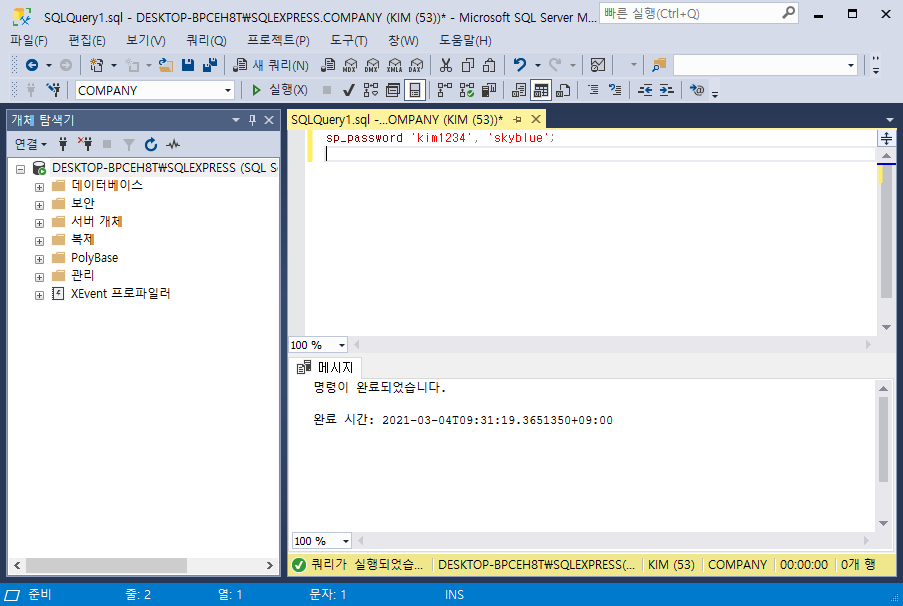 SQLQuery1.sql - DESKTOP-BPCEH8T₩SQLEXPRESS.COMPANY (KIM (53))* - Microsoft SQL Server M...
빠른 실행(Ctrl+Q)
파일(F) 편집(E) 보기(V) 쿼리(Q) 프로젝트(P) 도구(T) 창(W) 도움말(H)
새 쿼리(N) MDX DMX XMLA DAX
COMPANY 실행(X)
개체 탐색기
SQLQuery1.sql -...OMPANY (KIM (53))*
연결
sp_password 'kim1234', 'skyblue';
DESKTOP-BPCEH8T₩SQLEXPRESS (SQL S
데이터베이스
보안
서버 개체
복제
PolyBase
관리
XEvent 프로파일러
100 %
메시지
명령이 완료되었습니다.
완료 시간: 2021-03-04T09:31:19.3651350+09:00
100 %
쿼리가 실행되었습... DESKTOP-BPCEH8T₩SQLEXPRESS(... KIM (53) COMPANY 00:00:00 0개 행
준비 줄: 2 열: 1 문자: 1 INS